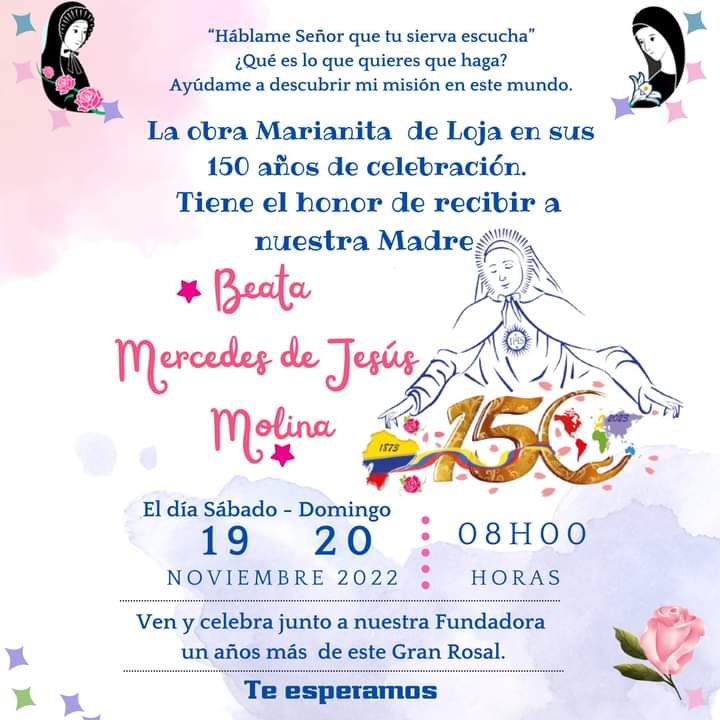 “Háblame Señor que tu sierva escucha”
¿Qué es lo que quieres que haga?
Ayúdame a descubrir mi misión en este mundo.
La obra Marianita de Loja en sus
150 años de celebración.
Tiene el honor de recibir a
nuestra Madre
Beata
Mercedes de Jesús
Molina
IHS
150
1873
2023
El día Sábado - Domingo
19 20
NOVIEMBRE 2022
08H00
HORAS
Ven y celebra junto a nuestra Fundadora
un años más de este Gran Rosal.
Te esperamos